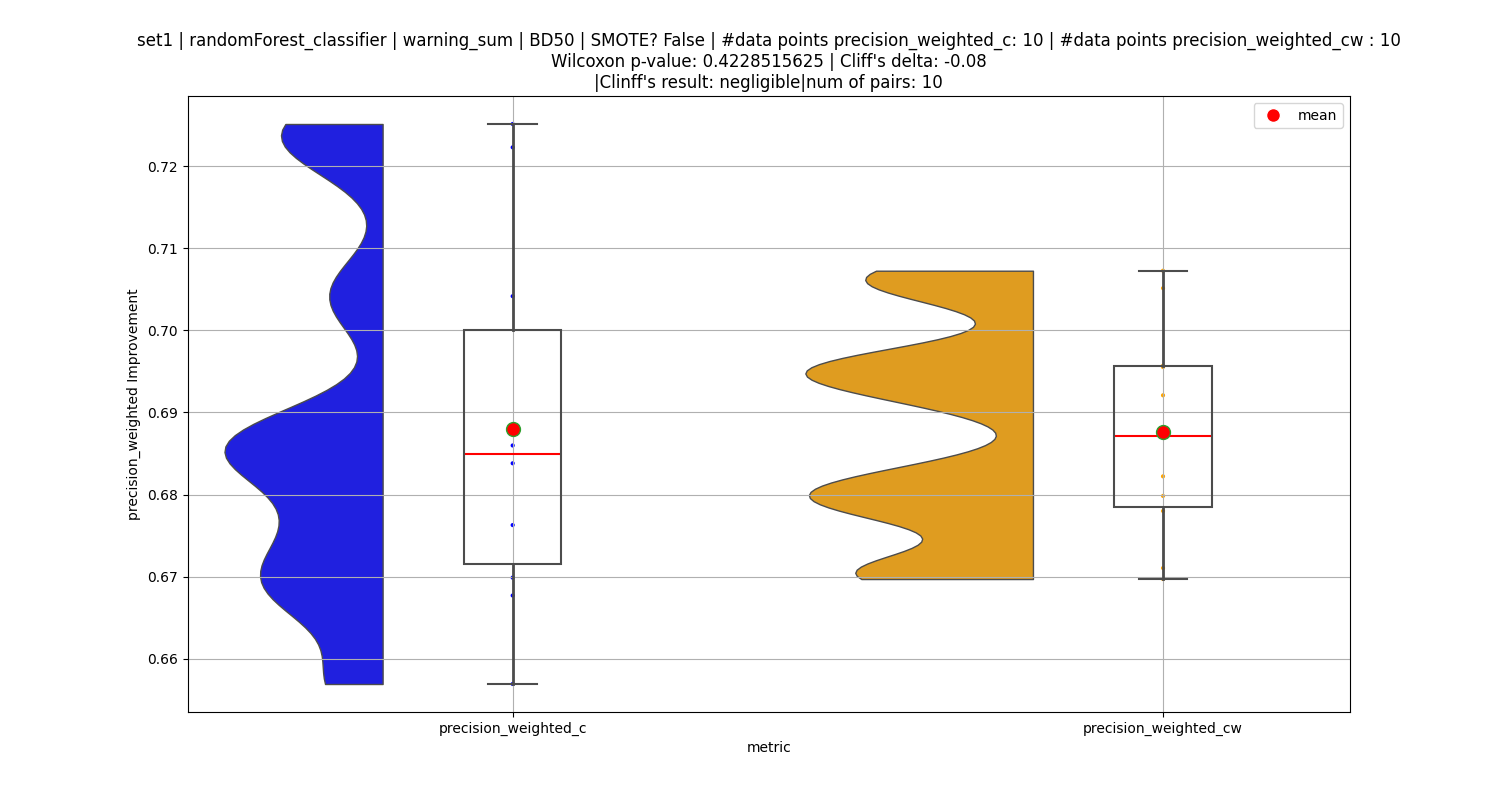 set1 | randomForest_classifier | warning_sum | BD50 | SMOTE? False | #data points precision_weighted_c: 10 | #data points precision_weighted_cw : 10
Wilcoxon p-value: 0.4228515625 | Cliff's delta: -0.08
|Clinff's result: negligible|num of pairs: 10
mean
0.72
0.71
0.70
0.69
0.68
0.67
0.66
precision_weighted Improvement
precision_weighted_c
precision_weighted_cw
metric